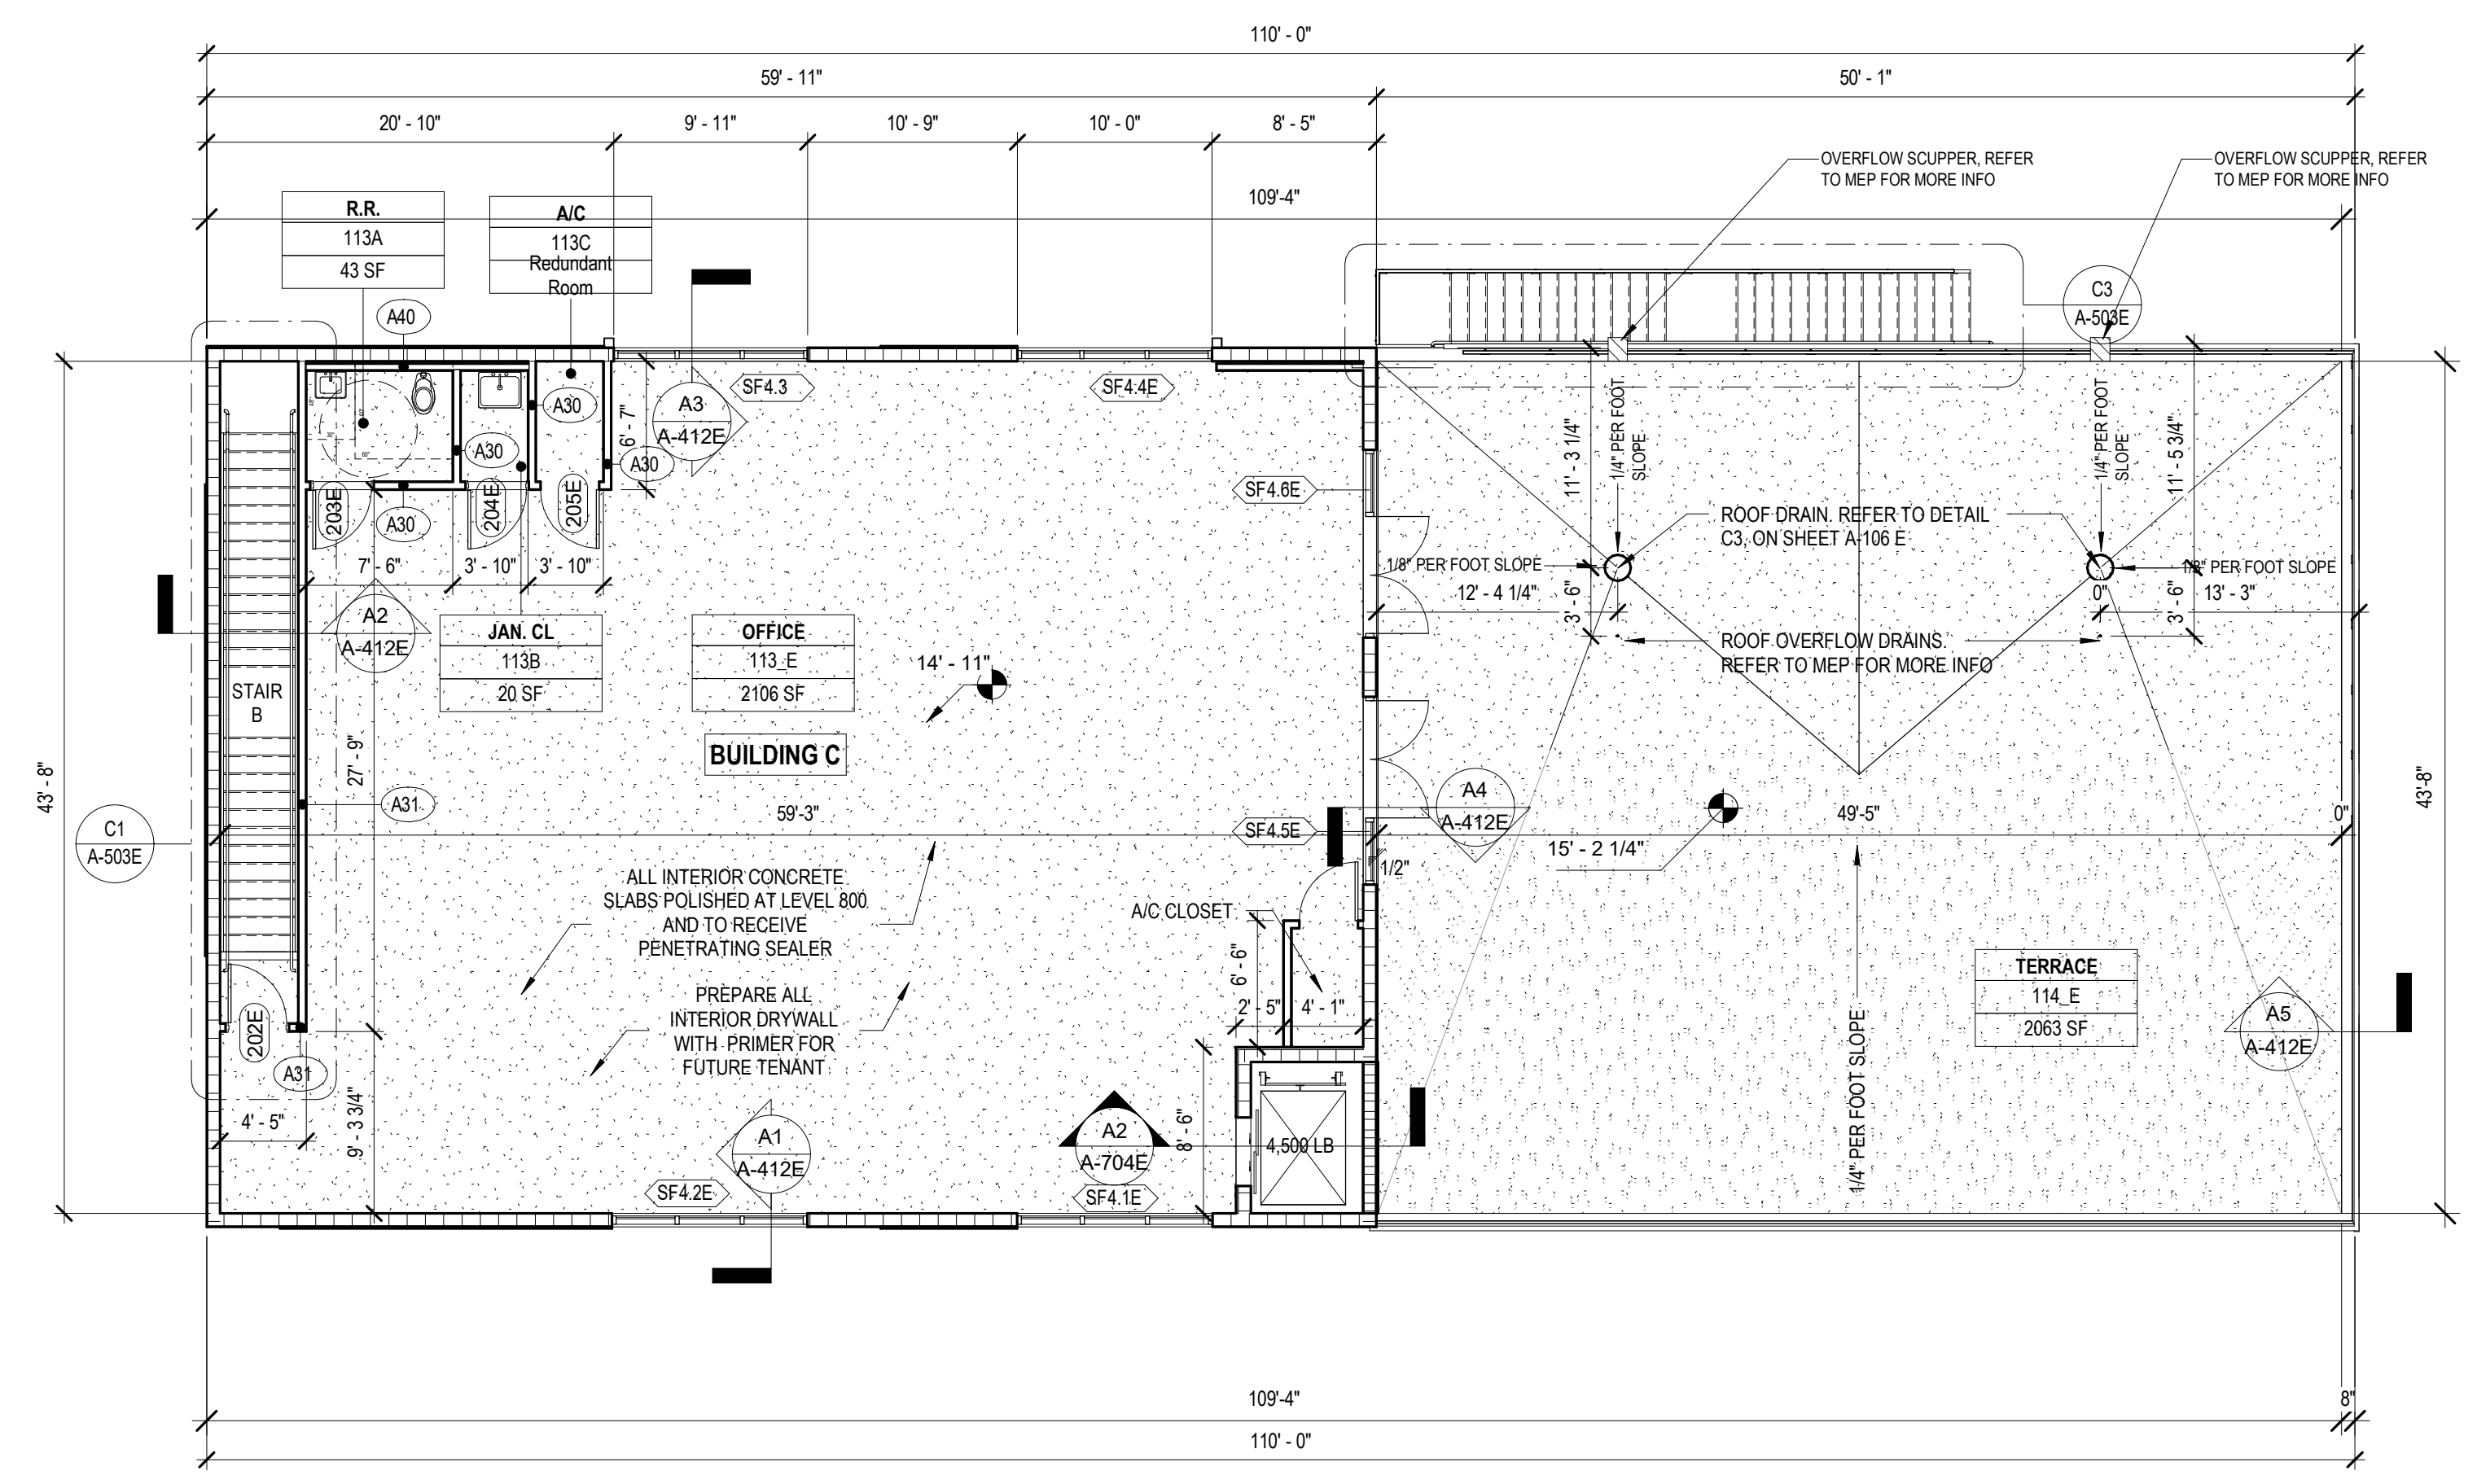 110' - 0"
59' - 11"
50' - 1"
20' - 10"
9' - 11"
10' - 9"
10' - 0"
8' - 5"
OVERFLOW SCUPPER, REFER
TO MEP FOR MORE INFO
OVERFLOW SCUPPER, REFER
TO MEP FOR MORE INFO
109'-4"
R.R.
113A
43 SF
A/C
113C
Redundant
Room
C3
A-503E
A40
SF4.3
SF4.4E
A3
A-412E
A30
A30
A30
A30
6' - 7"
203E
204E
205E
7' - 6"
3' - 10"
3' - 10"
SF4.6E
11' - 3 1/4"
1/4" PER FOOT
SLOPE
1/4" PER FOOT
SLOPE
11' - 5 3/4"
ROOF DRAIN. REFER TO DETAIL
C3, ON SHEET A-106 E
1/8" PER FOOT SLOPE
1/8" PER FOOT SLOPE
12' - 4 1/4"
3' - 6"
0"
3' - 6"
13' - 3"
ROOF OVERFLOW DRAINS.
REFER TO MEP FOR MORE INFO
A2
A-412E
JAN. CL
113B
20 SF
OFFICE
113_E
2106 SF
14' - 11"
STAIR
B
BUILDING C
27' - 9"
43' - 8"
43'-8"
A31
59'-3"
SF4.5E
A4
A-412E
49'-5"
0"
15' - 2 1/4"
1/2"
C1
A-503E
ALL INTERIOR CONCRETE
SLABS POLISHED AT LEVEL 800
AND TO RECEIVE
PENETRATING SEALER
A/C CLOSET
6' - 6"
2' - 5"
4' - 1"
PREPARE ALL
INTERIOR DRYWALL
WITH PRIMER FOR
FUTURE TENANT
TERRACE
114_E
2063 SF
A5
A-412E
1/4" PER FOOT SLOPE
202E
A31
4' - 5"
9' - 3 3/4"
A1
A-412E
A2
A-704E
8' - 6"
4,500 LB
SF4.2E
SF4.1E
109'-4"
8"
110' - 0"